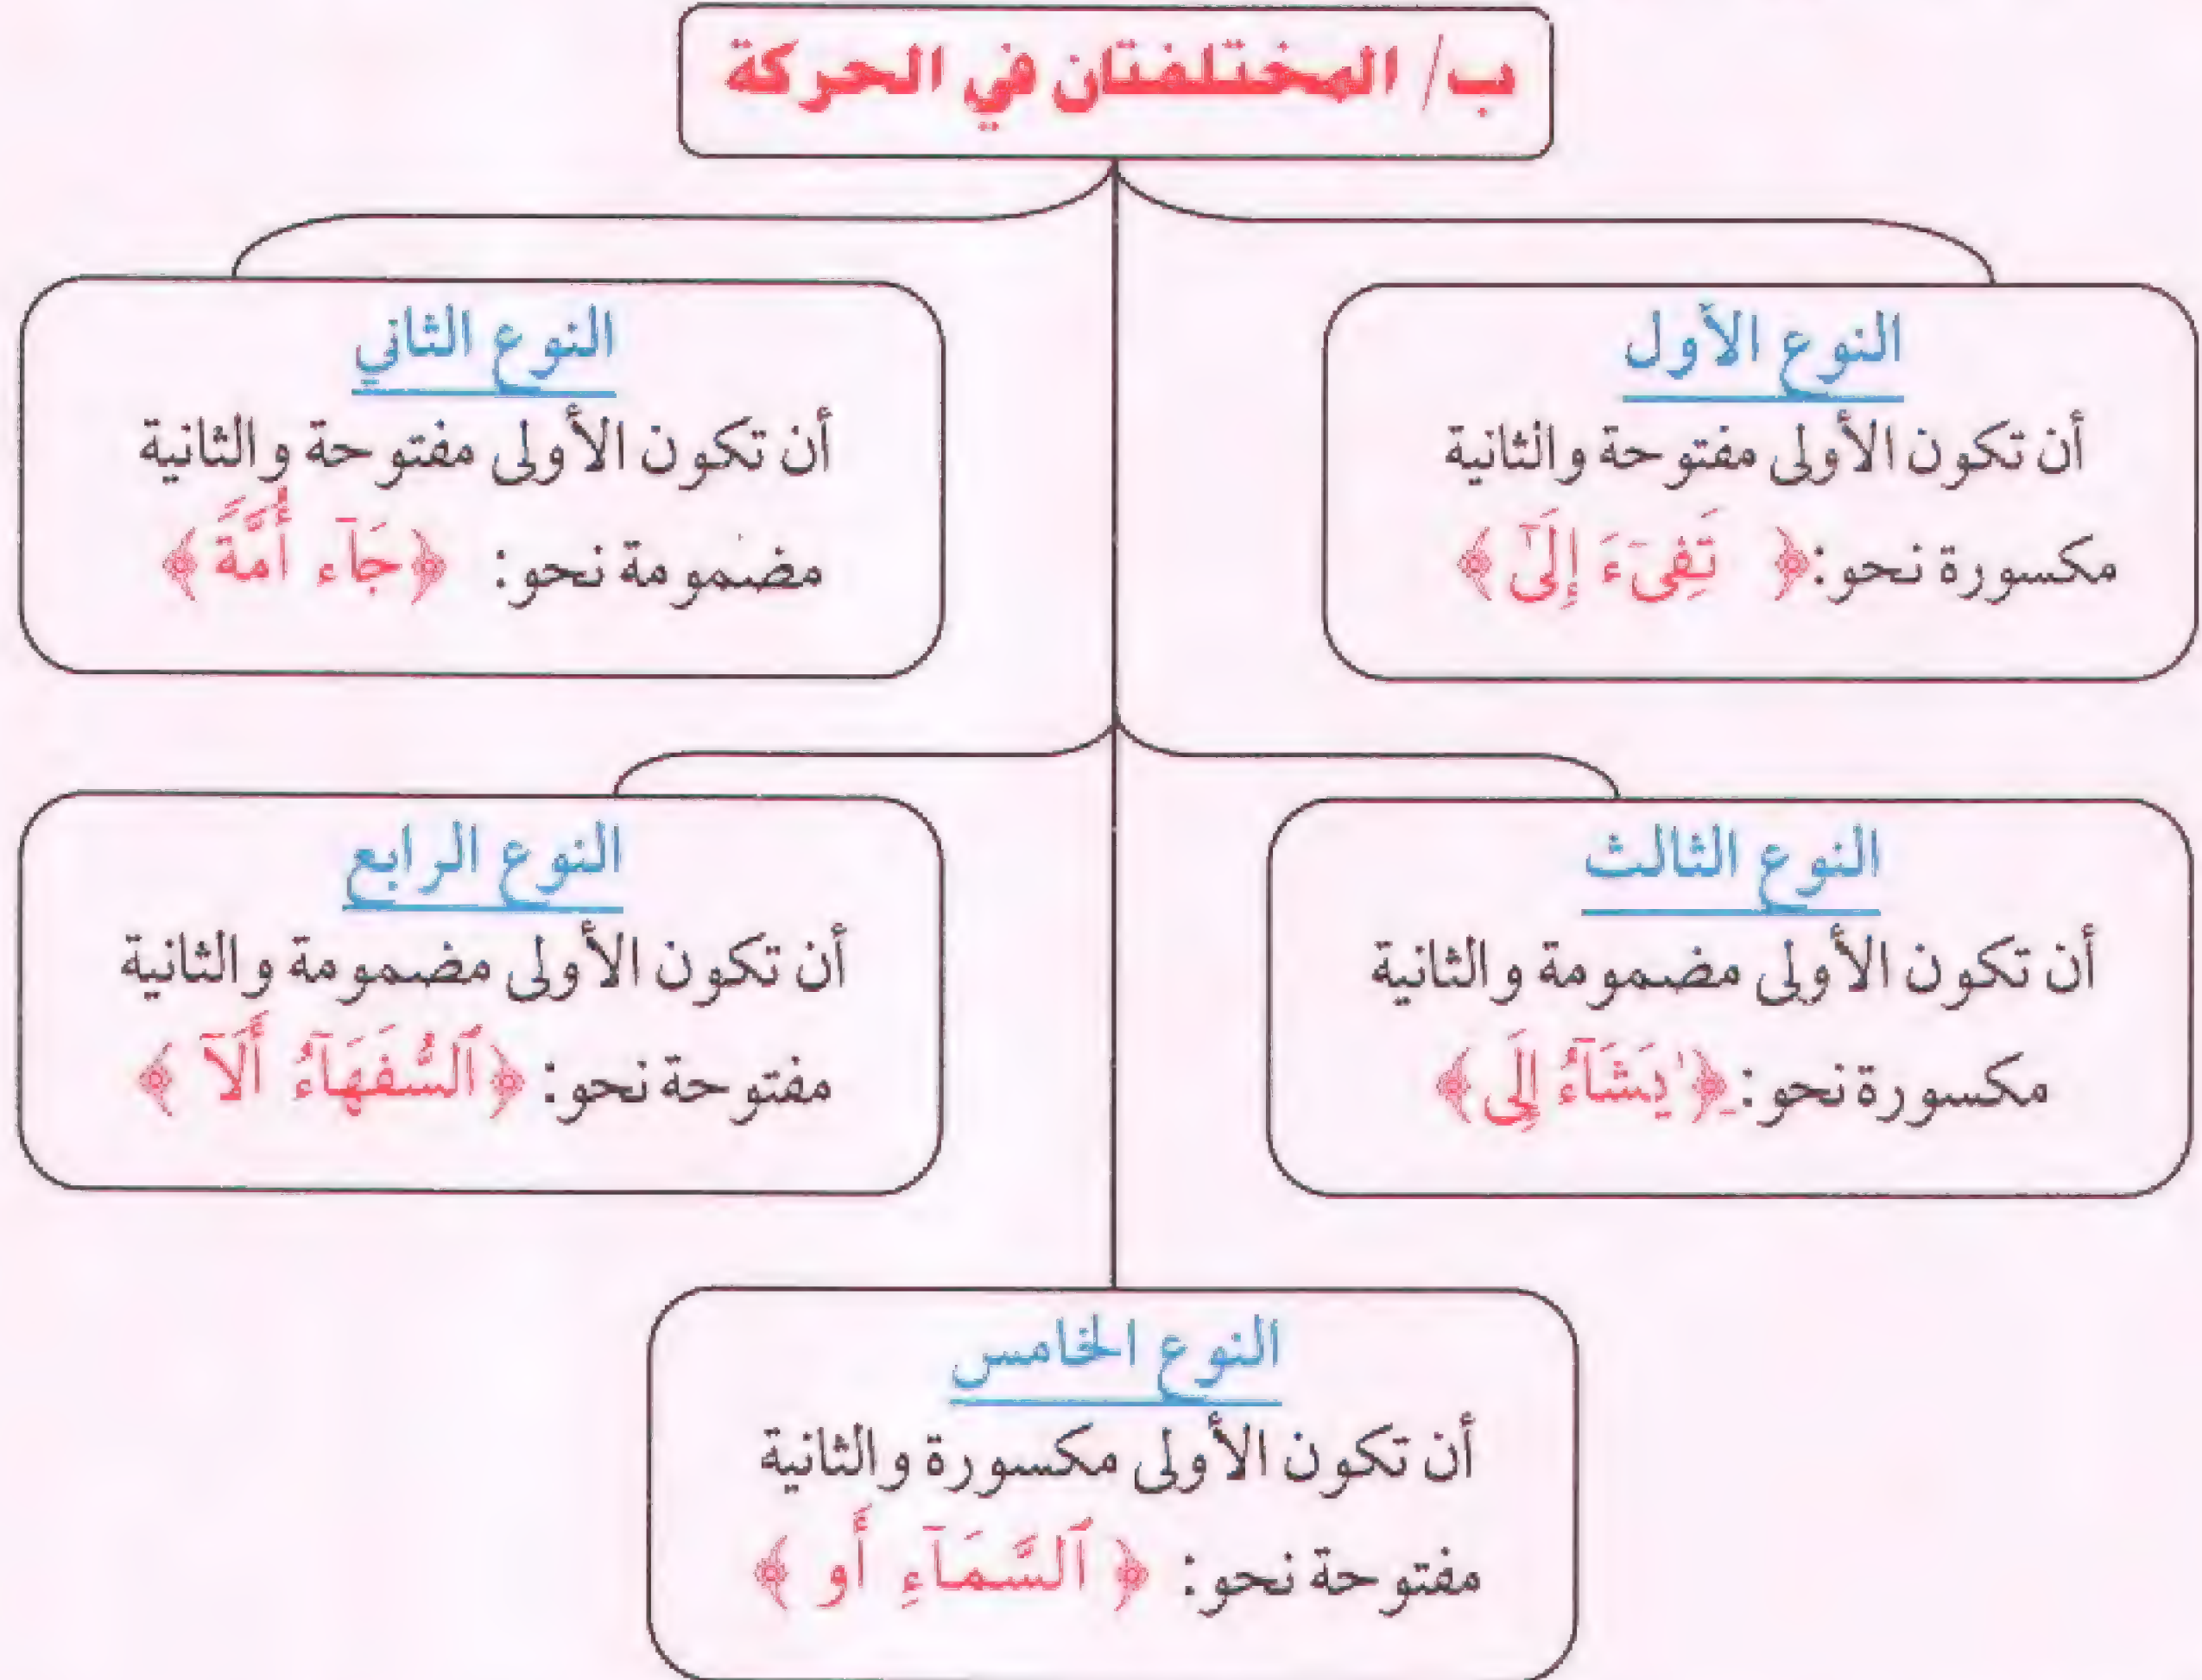 ب/ المختلفتان في الحركة
النوع الأول
أن تكون الأولى مفتوحة والثانية
مكسورة نحو: ﴿ تَفِىٓءَ إِلَىٰٓ ﴾
النوع الثاني
أن تكون الأولى مفتوحة والثانية
مضمومة نحو: ﴿جَآء أُمَّةً﴾
النوع الثالث
أن تكون الأولى مضمومة والثانية
مكسورة نحو: ﴿يَشَآءُ إِلَى﴾
النوع الرابع
أن تكون الأولى مضمومة والثانية
مفتوحة نحو: ﴿ٱلسُّفَهَآءُ أَلَآ ﴾
النوع الخامس
أن تكون الأولى مكسورة والثانية
مفتوحة نحو: ﴿ ٱلسَّمَآءِ أَو ﴾